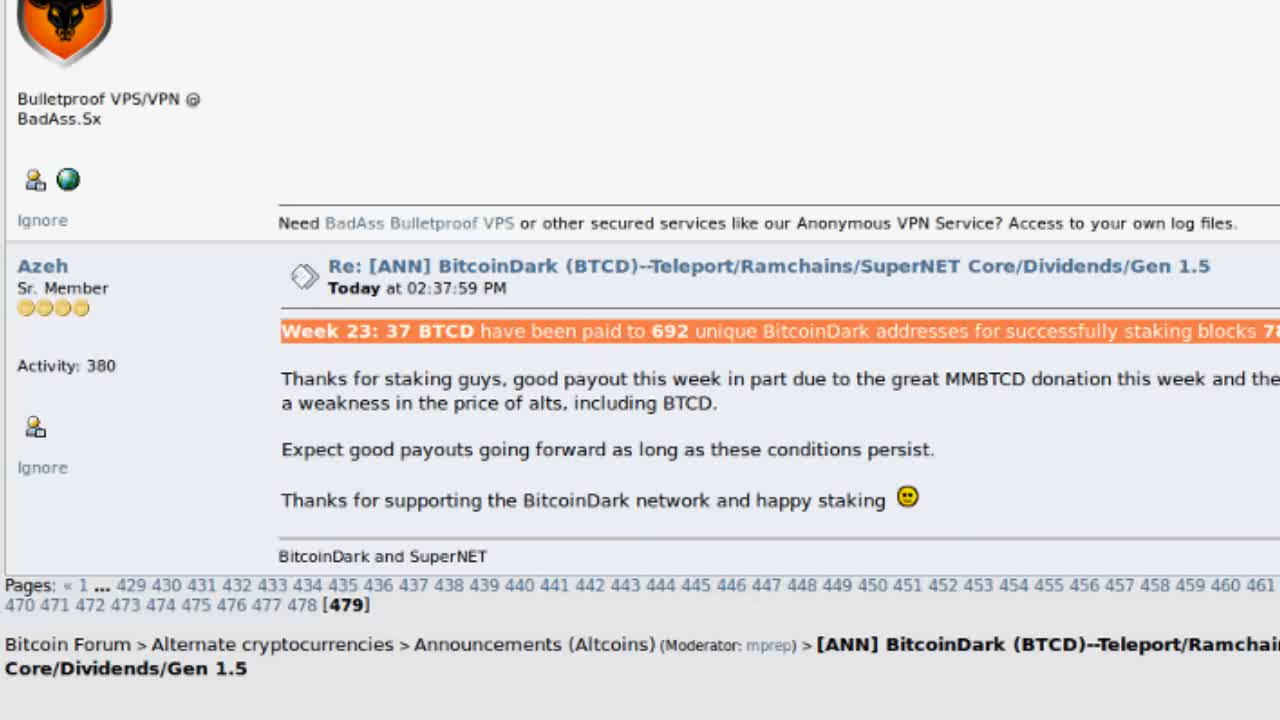 Bulletproof VPS/VPN @
BadAss.Sx
Ignore
Need BadAss Bulletproof VPS or other secured services like our Anonymous VPN Service? Access to your own log files.
Azeh
Sr. Member
Activity: 380
Ignore
Re: [ANN] BitcoinDark (BTCD)--Teleport/Ramchains/SuperNET Core/Dividends/Gen 1.5
Today at 02:37:59 PM
Week 23: 37 BTCD have been paid to 692 unique BitcoinDark addresses for successfully staking blocks
Thanks for staking guys, good payout this week in part due to the great MMBTCD donation this week and the
a weakness in the price of alts, including BTCD.
Expect good payouts going forward as long as these conditions persist.
Thanks for supporting the BitcoinDark network and happy staking
BitcoinDark and SuperNET
Pages: « 1 ... 429 430 431 432 433 434 435 436 437 438 439 440 441 442 443 444 445 446 447 448 449 450 451 452 453 454 455 456 457 458 459 460 461
470 471 472 473 474 475 476 477 478 [479]
Bitcoin Forum > Alternate cryptocurrencies > Announcements (Altcoins) (Moderator: mprep) > [ANN] BitcoinDark (BTCD)--Teleport/Ramchai
Core/Dividends/Gen 1.5